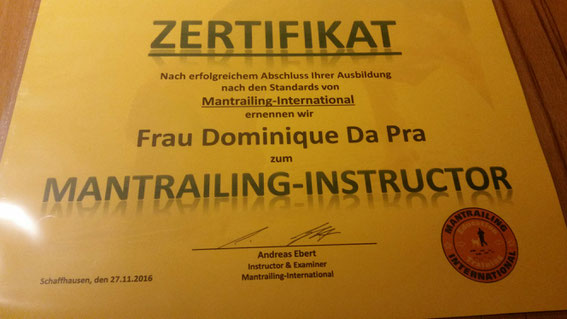 ZERTIFIKAT
Nach erfolgreichem Abschluss Ihrer Ausbildung
nach den Standards von
Mantrailing-International
ernennen wir
Frau Dominique Da Pra
zum
MANTRAILING-INSTRUCTOR
Andreas Ebert
Instructor & Examiner
Mantrailing-International
Schaffhausen, den 27.11.2016
MANTRAILING
INTERNATIONAL